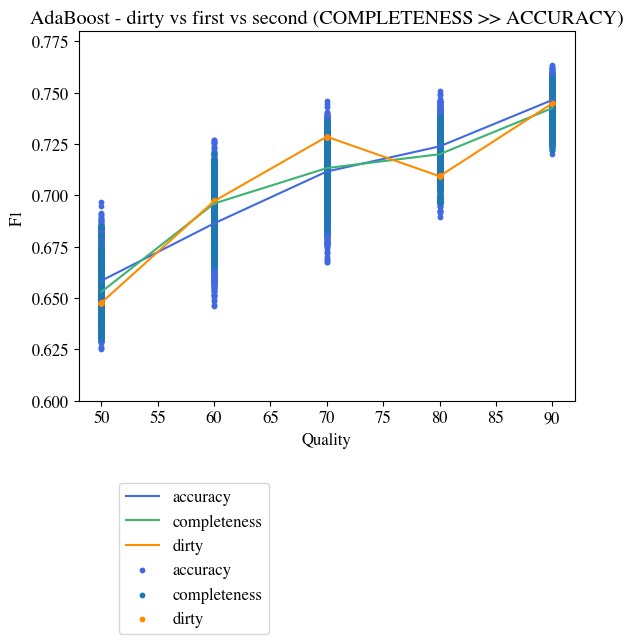 AdaBoost - dirty vs first vs second (COMPLETENESS >> ACCURACY)
0.775
0.750
0.725
0.700
0.675
0.650
0.625
0.600
F1
50 55 60 65 70 75 80 85 90
Quality
accuracy
completeness
dirty
accuracy
completeness
dirty